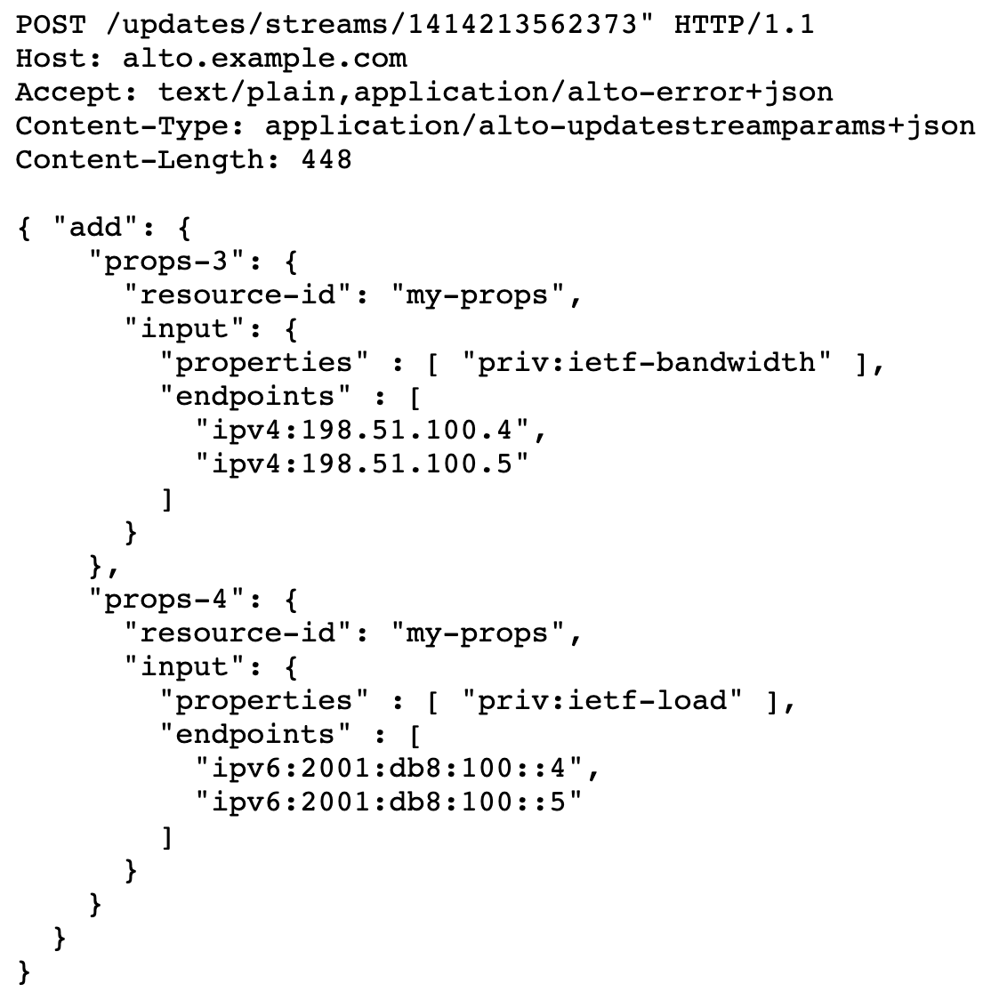 POST /updates/streams/1414213562373" HTTP/1.1
Host: alto.example.com
Accept: text/plain,application/alto-error+json
Content-Type: application/alto-updatestreamparams+json
Content-Length: 448

{ "add": {
    "props-3": {
      "resource-id": "my-props",
      "input": {
        "properties" : [ "priv:ietf-bandwidth" ],
        "endpoints" : [
          "ipv4:198.51.100.4",
          "ipv4:198.51.100.5"
        ]
      }
    },
    "props-4": {
      "resource-id": "my-props",
      "input": {
        "properties" : [ "priv:ietf-load" ],
        "endpoints" : [
          "ipv6:2001:db8:100::4",
          "ipv6:2001:db8:100::5"
        ]
      }
    }
  }
}